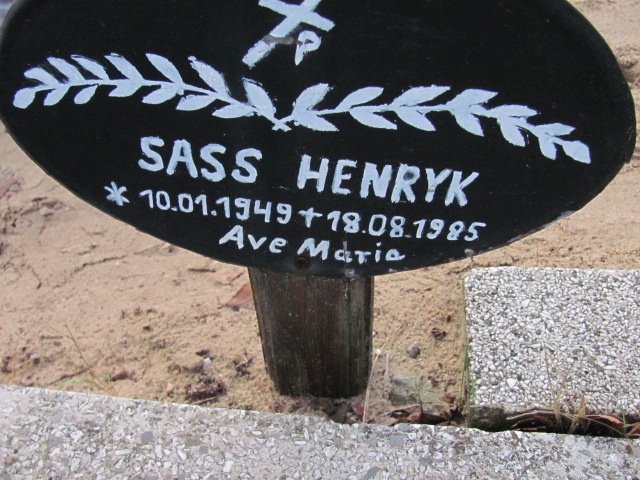 SASS HENRYK
* 10.01.1949 + 18.08.1985
Ave Maria